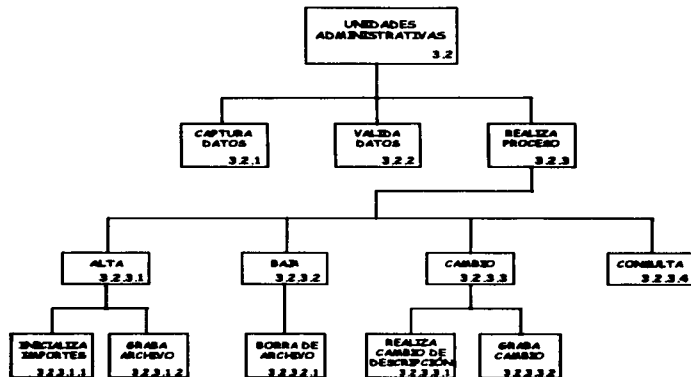 UNIDADES
ADMINISTRATIVAS
3.2
CAPTURA
DATOS
3.2.1
VALIDA
DATOS
3.2.2
REALIZA
PROCESO
3.2.3
ALTA
3.2.3.1
BAJA
3.2.3.2
CAMBIO
3.2.3.3
CONSULTA
3.2.3.4
INICIALIZA
IMPORTES
3.2.3.1.1
GRABA
ARCHIVO
3.2.3.1.2
BORRA DE
ARCHIVO
3.2.3.2.1
REALIZA
CAMBIO DE
DESCRIPCIÓN
3.2.3.3.1
GRABA
CAMBIO
3.2.3.3.2